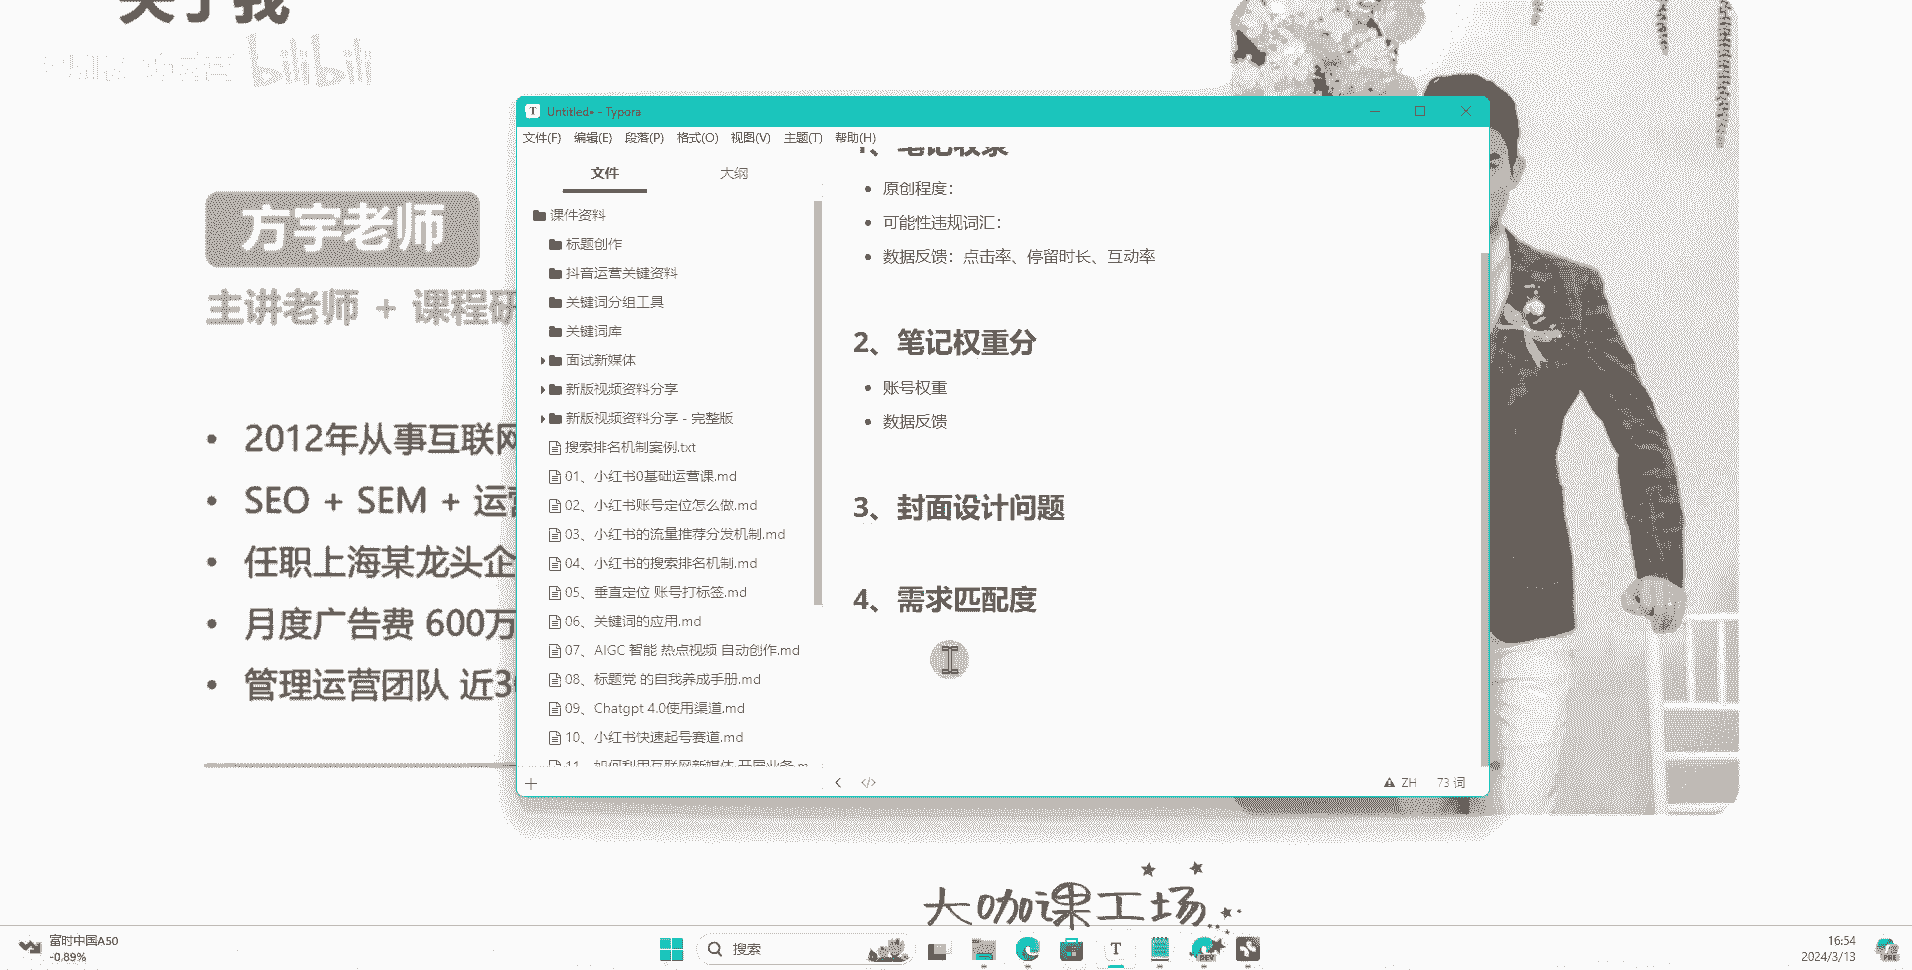 关于我
bilibili
方宇老师
主讲老师 + 课程研
2012年从事互联网
SEO + SEM + 运营
任职上海某龙头企
月度广告费 600万
管理运营团队 近3
Untitled• - Typora
文件(F) 编辑(E) 段落(P) 格式(O) 视图(V) 主题(T) 帮助(H)
文件 大纲
课件资料
标题创作
抖音运营关键资料
关键词分组工具
关键词库
面试新媒体
新版视频资料分享
新版视频资料分享 - 完整版
搜索排名机制案例.txt
01、小红书0基础运营课.md
02、小红书账号定位怎么做.md
03、小红书的流量推荐分发机制.md
04、小红书的搜索排名机制.md
05、垂直定位 账号打标签.md
06、关键词的应用.md
07、AIGC 智能 热点视频 自动创作.md
08、标题党 的自我养成手册.md
09、Chatgpt 4.0使用渠道.md
10、小红书快速起号赛道.md
11、如何利用互联网新媒体 开展业务.m
1、笔记收录
原创程度：
可能性违规词汇：
数据反馈：点击率、停留时长、互动率
2、笔记权重分
账号权重
数据反馈
3、封面设计问题
4、需求匹配度
ZH 73 词
大咖课工场
富时中国A50
-0.89%
搜索
16:54
2024/3/13